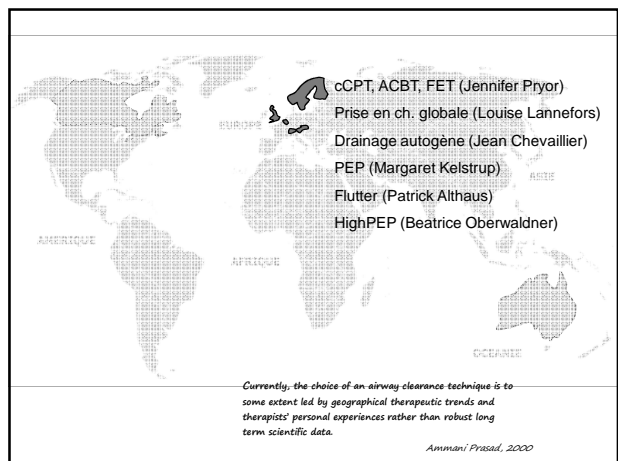 cCPT, ACBT, FET (Jennifer Pryor)
Prise en ch. globale (Louise Lannefors)
EUROPE
Drainage autogène (Jean Chevaillier)
PEP (Margaret Kelstrup)
ASIE
Flutter (Patrick Althaus)
HighPEP (Beatrice Oberwaldner)
AMERIQUE
AFRIQUE
OCEANIE
Currently, the choice of an airway clearance technique is to
some extent led by geographical therapeutic trends and
therapists' personal experiences rather than robust long
term scientific data.
Ammani Prasad, 2000